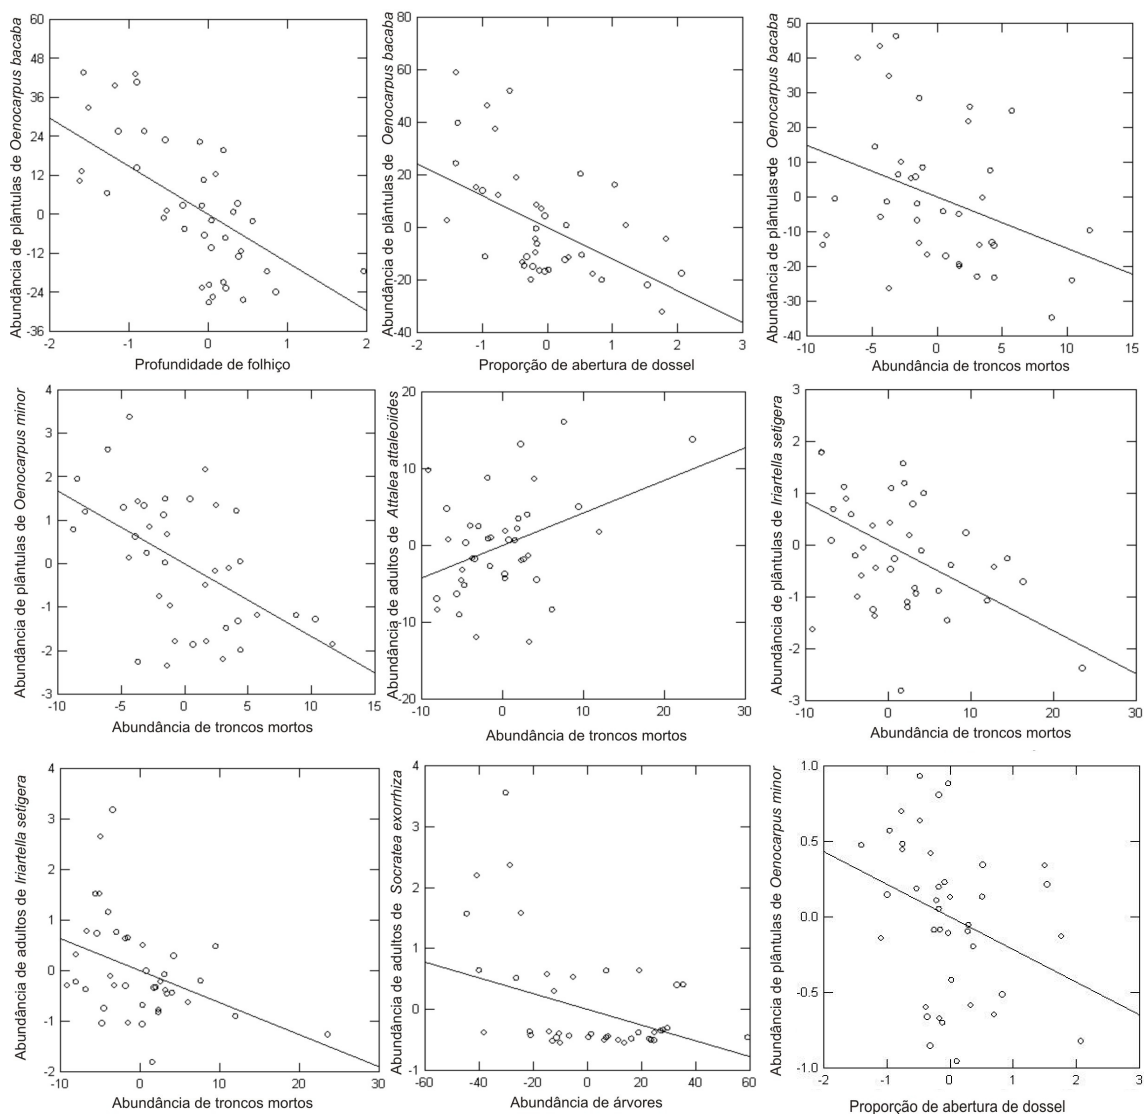 Abundância de plântulas de Oenocarpus bacaba
60
48
36
24
12
0
-12
-24
-36
-2 -1 0 1 2
Profundidade de folhiço
Abundância de plântulas de Oenocarpus bacaba
80
60
40
20
0
-20
-40
-2 -1 0 1 2 3
Proporção de abertura de dossel
Abundância de plântulas de Oenocarpus bacaba
50
40
30
20
10
0
-10
-20
-30
-40
-10 -5 0 5 10 15
Abundância de troncos mortos
Abundância de plântulas de Oenocarpus minor
4
3
2
1
0
-1
-2
-3
-10 -5 0 5 10 15
Abundância de troncos mortos
Abundância de adultos de Attalea attaleoiides
20
10
0
-10
-20
-10 0 10 20 30
Abundância de troncos mortos
Abundância de plântulas de Iriartella setigera
3
2
1
0
-1
-2
-3
-10 0 10 20 30
Abundância de troncos mortos
Abundância de adultos de Iriartella setigera
4
3
2
1
0
-1
-2
-10 0 10 20 30
Abundância de troncos mortos
Abundância de adultos de Socratea exorrhiza
4
3
2
1
0
-1
-60 -40 -20 0 20 40 60
Abundância de árvores
Abundância de plântulas de Oenocarpus minor
1.0
0.5
0.0
-0.5
-1.0
-2 -1 0 1 2 3
Proporção de abertura de dossel